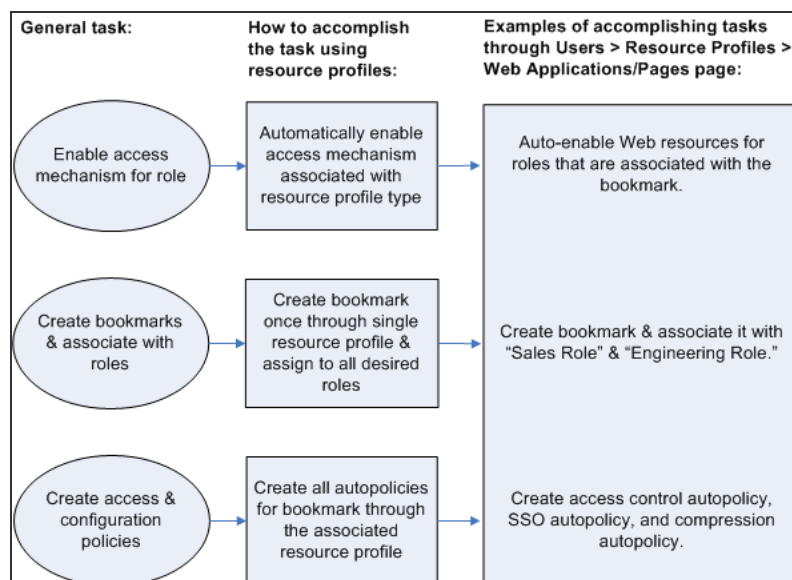 General task:
How to accomplish
the task using
resource profiles:
Examples of accomplishing tasks
through Users > Resource Profiles >
Web Applications/Pages page:
Enable access
mechanism for role
Automatically enable
access mechanism
associated with
resource profile type
Auto-enable Web resources for
roles that are associated with the
bookmark.
Create bookmarks
& associate with
roles
Create bookmark
once through single
resource profile &
assign to all desired
roles
Create bookmark & associate it with
“Sales Role” & “Engineering Role.”
Create access &
configuration
policies
Create all autopolicies
for bookmark through
the associated
resource profile
Create access control autopolicy,
SSO autopolicy, and compression
autopolicy.